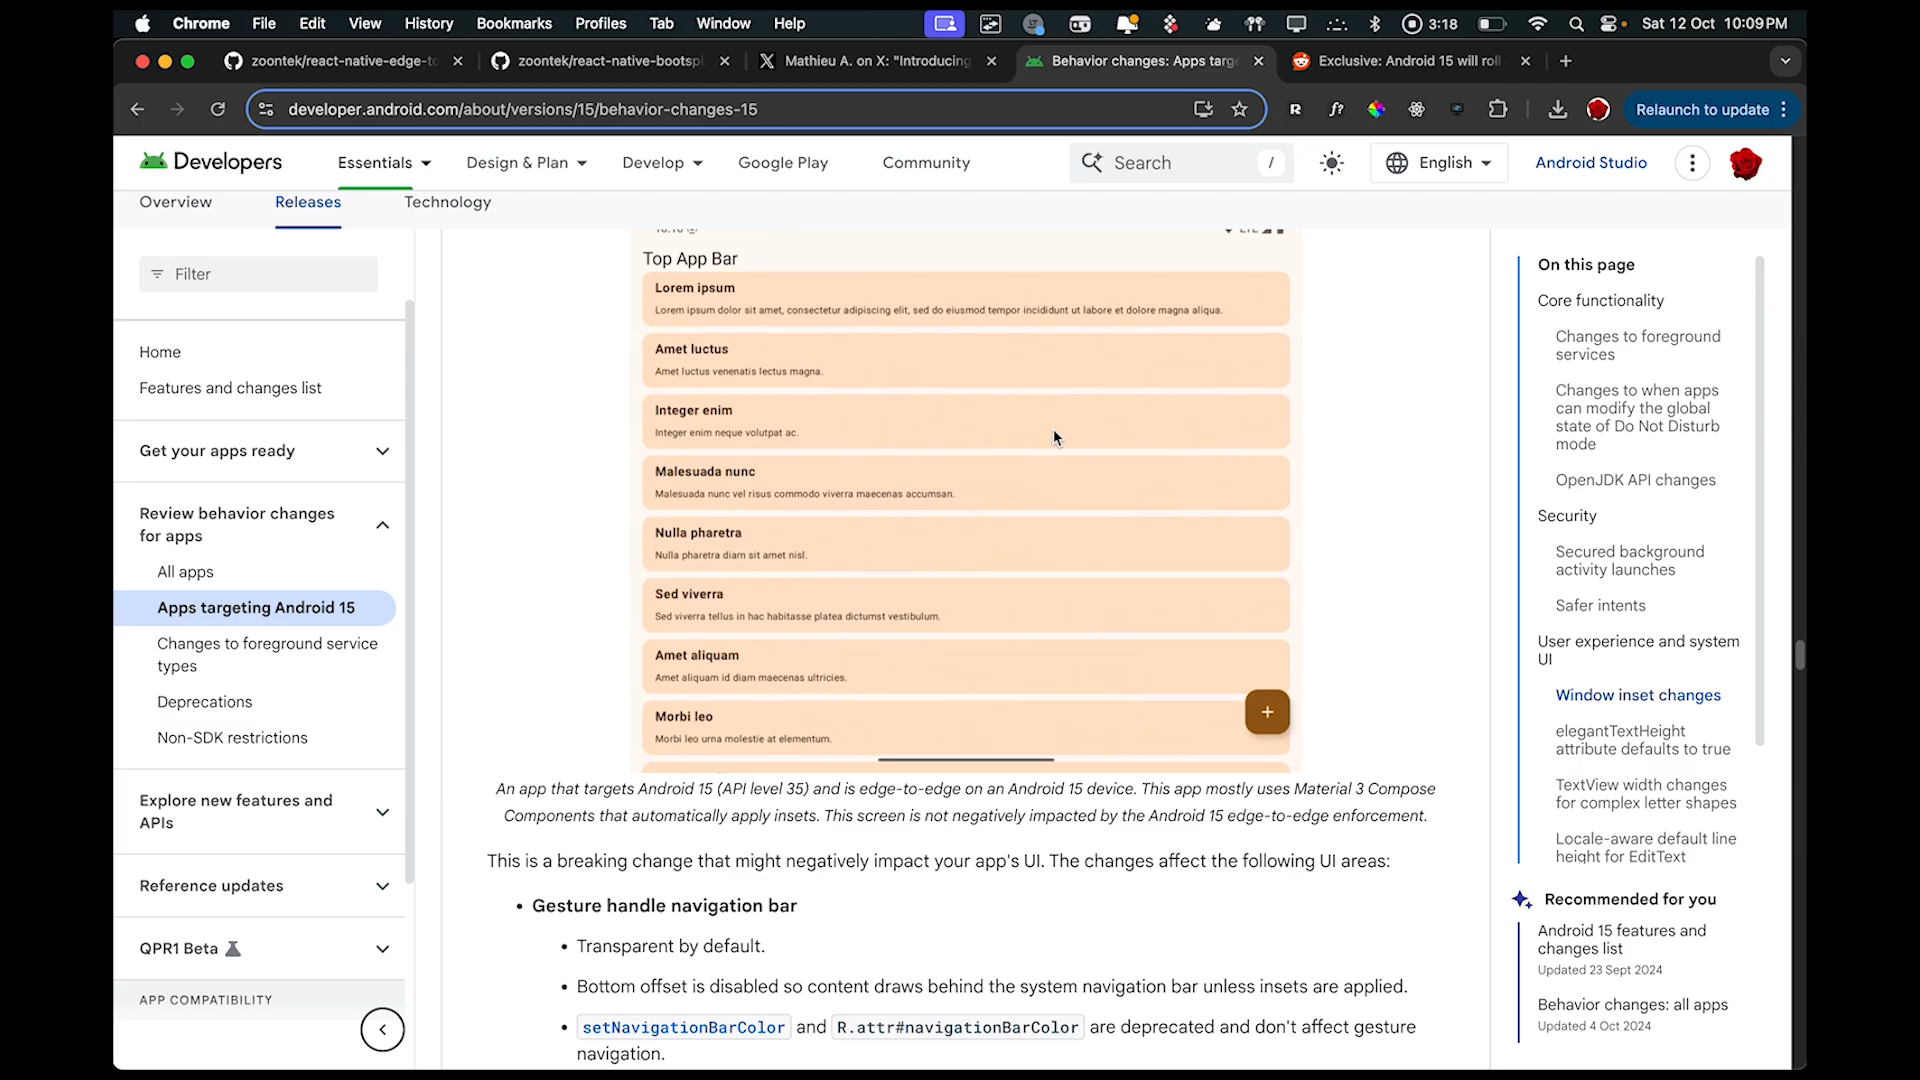 Chrome File Edit View History Bookmarks Profiles Tab Window Help 3:18 Sat 12 Oct 10:09 PM
zoontek/react-native-edge-to zoontek/react-native-bootspl Mathieu A. on X: "Introducing Behavior changes: Apps targ Exclusive: Android 15 will roll
developer.android.com/about/versions/15/behavior-changes-15 Relaunch to update
Developers Essentials Design & Plan Develop Google Play Community Search / English Android Studio
Overview Releases Technology
Filter
Home
Features and changes list
Get your apps ready
Review behavior changes
for apps
All apps
Apps targeting Android 15
Changes to foreground service
types
Deprecations
Non-SDK restrictions
Explore new features and
APIs
Reference updates
QPR1 Beta
APP COMPATIBILITY
Top App Bar
Lorem ipsum
Lorem ipsum dolor sit amet, consectetur adipiscing elit, sed do eiusmod tempor incididunt ut labore et dolore magna aliqua.
Amet luctus
Amet luctus venenatis lectus magna.
Integer enim
Integer enim neque volutpat ac.
Malesuada nunc
Malesuada nunc vel risus commodo viverra maecenas accumsan.
Nulla pharetra
Nulla pharetra diam sit amet nisl.
Sed viverra
Sed viverra tellus in hac habitasse platea dictumst vestibulum.
Amet aliquam
Amet aliquam id diam maecenas ultricies.
Morbi leo
Morbi leo urna molestie at elementum.
+
An app that targets Android 15 (API level 35) and is edge-to-edge on an Android 15 device. This app mostly uses Material 3 Compose
Components that automatically apply insets. This screen is not negatively impacted by the Android 15 edge-to-edge enforcement.
This is a breaking change that might negatively impact your app's UI. The changes affect the following UI areas:
• Gesture handle navigation bar
• Transparent by default.
• Bottom offset is disabled so content draws behind the system navigation bar unless insets are applied.
• setNavigationBarColor and R.attr#navigationBarColor are deprecated and don't affect gesture
navigation.
On this page
Core functionality
Changes to foreground
services
Changes to when apps
can modify the global
state of Do Not Disturb
mode
OpenJDK API changes
Security
Secured background
activity launches
Safer intents
User experience and system
UI
Window inset changes
elegantTextHeight
attribute defaults to true
TextView width changes
for complex letter shapes
Locale-aware default line
height for EditText
Recommended for you
Android 15 features and
changes list
Updated 23 Sept 2024
Behavior changes: all apps
Updated 4 Oct 2024